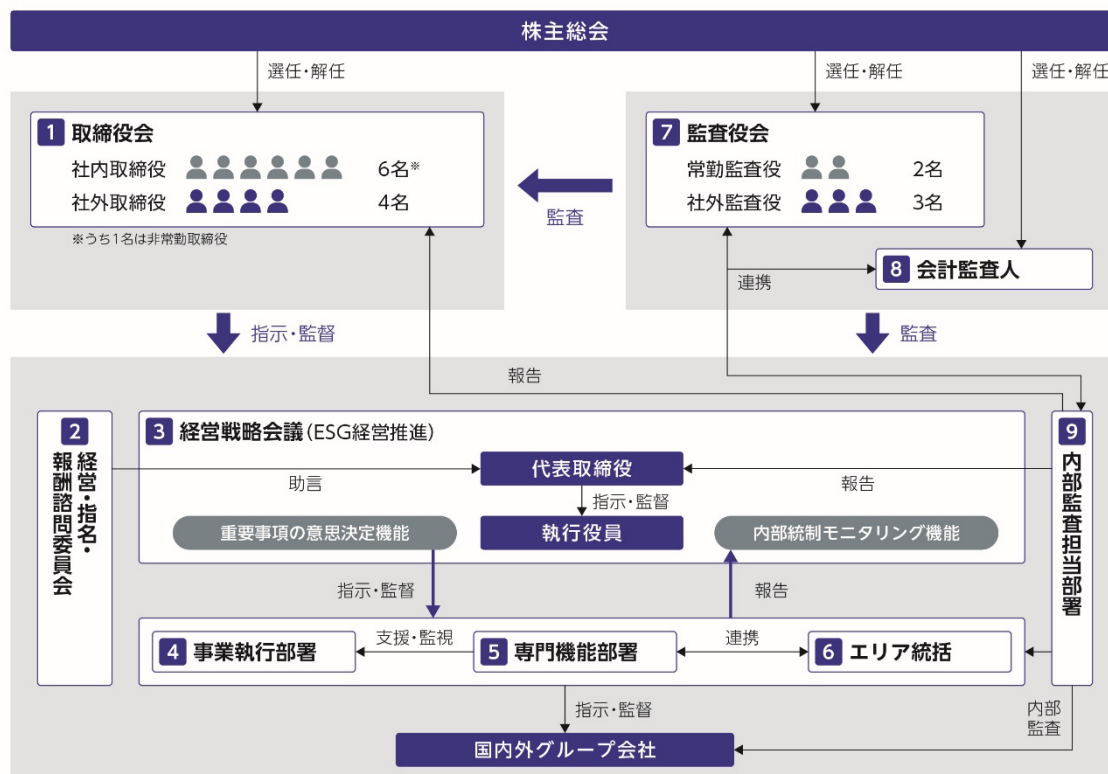 株主総会
選任・解任
選任・解任
選任・解任
1 取締役会
社内取締役 6名※
社外取締役 4名
※うち1名は非常勤取締役
監査
7 監査役会
常勤監査役 2名
社外監査役 3名
連携
8 会計監査人
指示・監督
監査
報告
2 経営・指名・
報酬諮問委員会
3 経営戦略会議(ESG経営推進)
代表取締役
助言
報告
指示・監督
重要事項の意思決定機能
執行役員
内部統制モニタリング機能
9 内部監査担当部署
指示・監督
報告
4 事業執行部署
支援・監視
5 専門機能部署
連携
6 エリア統括
指示・監督
内部
監査
国内外グループ会社